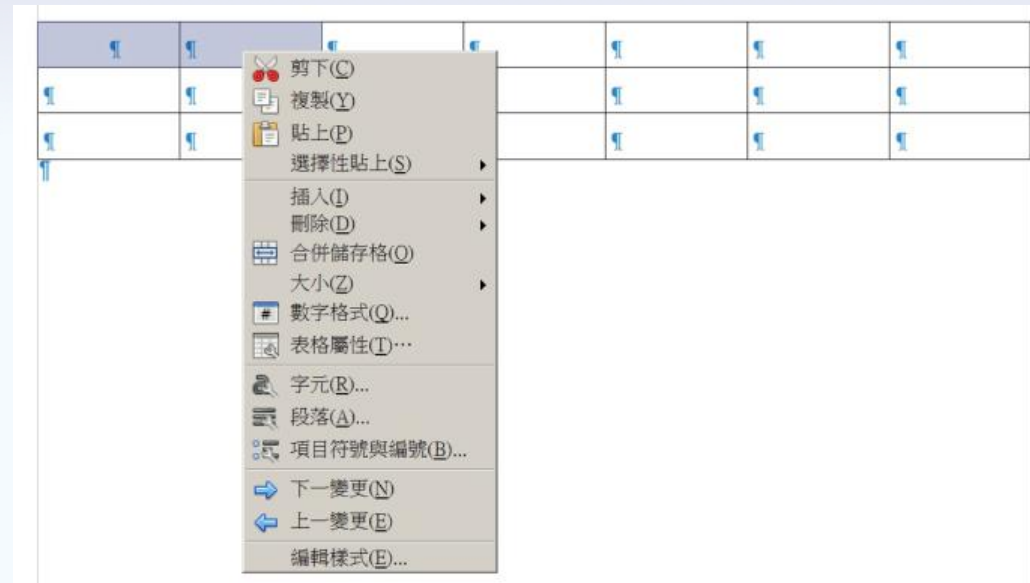 ¶ ¶ ¶ ¶ ¶ ¶ ¶
¶ ¶ ¶ ¶ ¶
¶ ¶ ¶ ¶ ¶
¶
剪下(C)
複製(Y)
貼上(P)
選擇性貼上(S)
插入(I)
刪除(D)
合併儲存格(O)
大小(Z)
數字格式(Q)...
表格屬性(T)⋯
字元(R)...
段落(A)...
項目符號與編號(B)...
下一變更(N)
上一變更(E)
編輯樣式(E)...